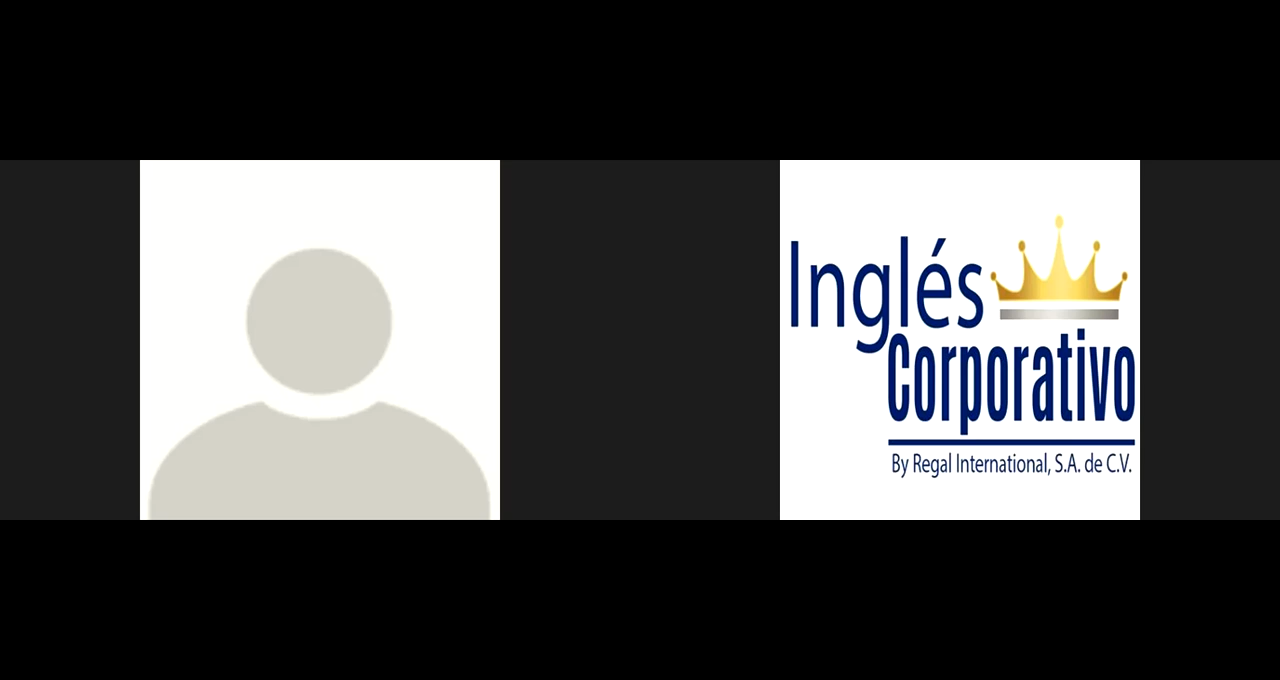 Inglés
Corporativo
By Regal International, S.A. de C.V.